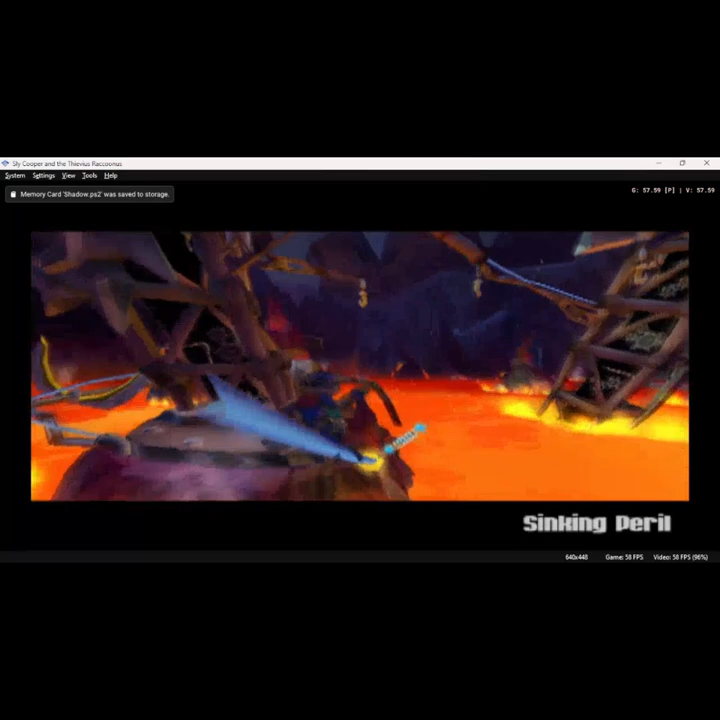 Sly Cooper and the Thievius Raccoonus
System Settings View Tools Help
Memory Card 'Shadow.ps2' was saved to storage.
G: 57.59 [P] | V: 57.59
Sinking Peril
640x448 Game: 58 FPS Video: 58 FPS (96%)